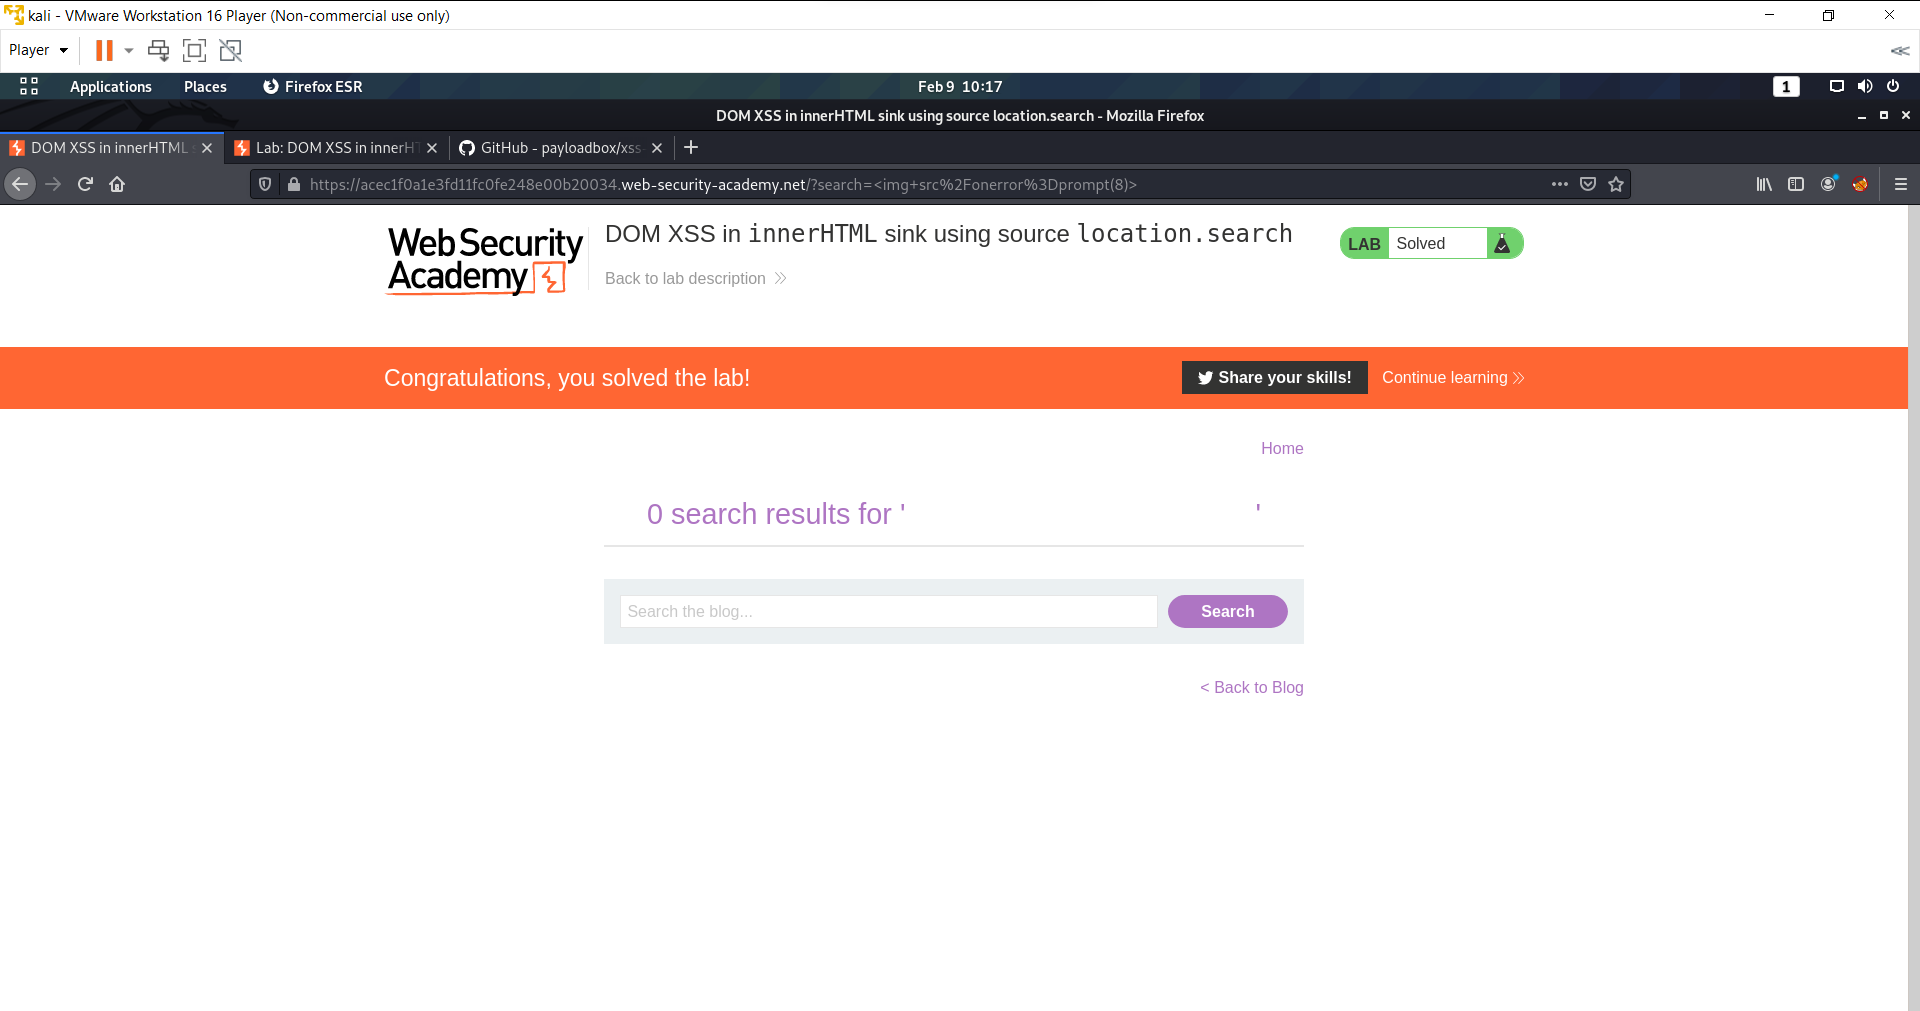 kali - VMware Workstation 16 Player (Non-commercial use only)
Player
Applications Places Firefox ESR Feb 9 10:17 1
DOM XSS in innerHTML sink using source location.search - Mozilla Firefox
DOM XSS in innerHTML s Lab: DOM XSS in innerHT GitHub - payloadbox/xss-
https://acec1f0a1e3fd11fc0fe248e00b20034.web-security-academy.net/?search=<img+src%2Fonerror%3Dprompt(8)>
Web Security
Academy
DOM XSS in innerHTML sink using source location.search
LAB Solved
Back to lab description
Congratulations, you solved the lab!
Share your skills! Continue learning
Home
0 search results for ' '
Search the blog... Search
< Back to Blog